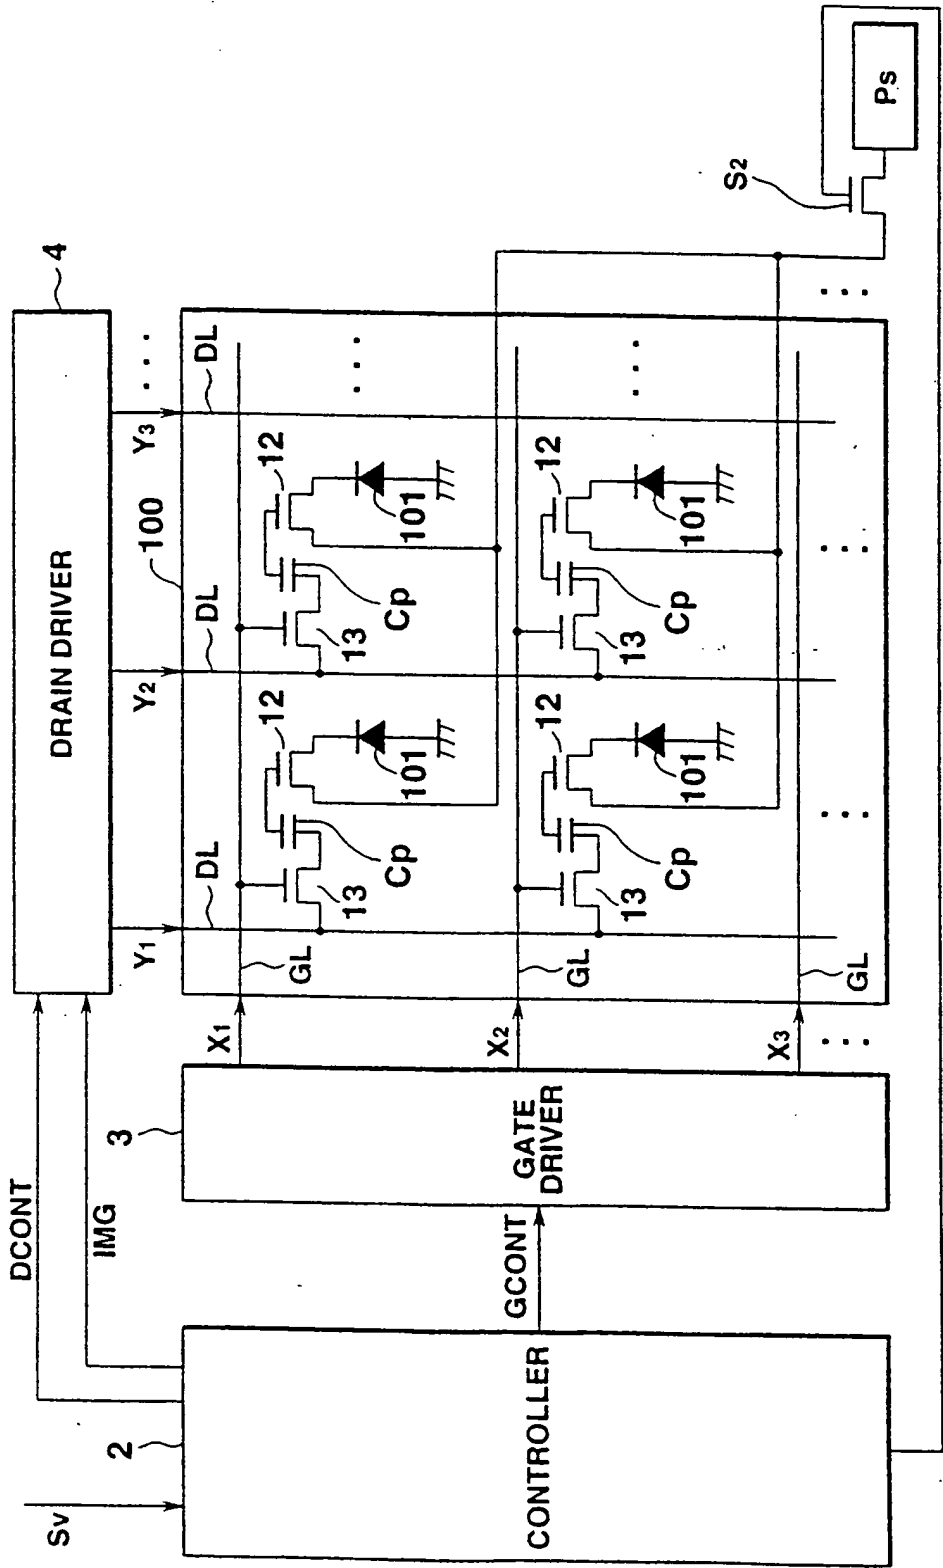 DRAIN DRIVER
4
DCONT
IMG
Y1
Y2
Y3
...
100
DL
DL
DL
Sv
2
CONTROLLER
GCONT
3
GATE
DRIVER
X1
X2
X3
...
GL
GL
GL
13
Cp
12
101
13
Cp
12
101
...
13
Cp
12
101
13
Cp
12
101
...
...
...
...
S2
Ps